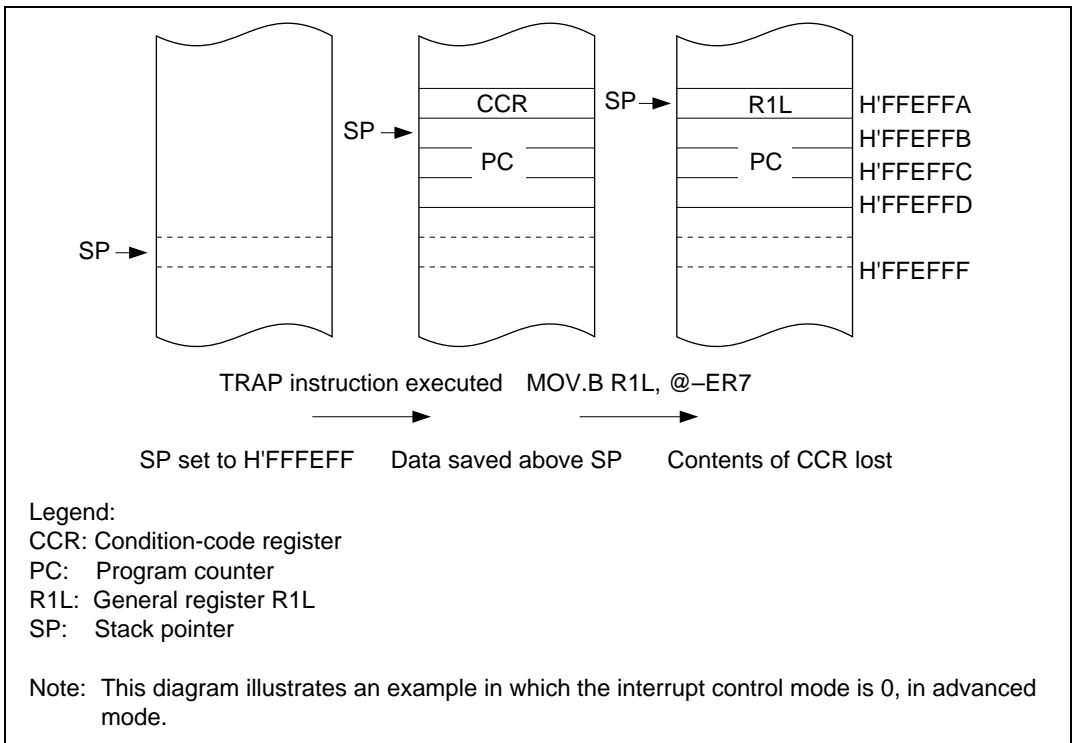 CCR SP R1L H'FFEFFA
SP H'FFEFFB
PC PC H'FFEFFC
H'FFEFFD
SP
H'FFEFFF
TRAP instruction executed MOV.B R1L, @–ER7
SP set to H'FFFEFF Data saved above SP Contents of CCR lost
Legend:
CCR: Condition-code register
PC: Program counter
R1L: General register R1L
SP: Stack pointer
Note: This diagram illustrates an example in which the interrupt control mode is 0, in advanced
mode.